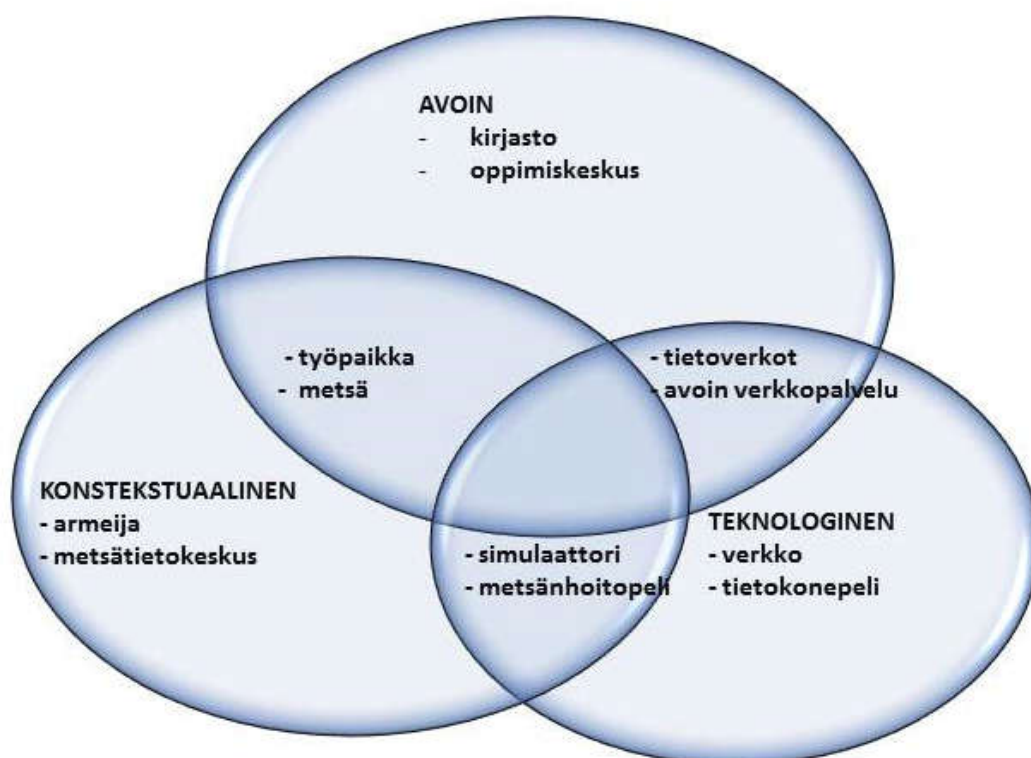 AVOIN
- kirjasto
- oppimiskeskus
- työpaikka
- metsä
- tietoverkot
- avoin verkkopalvelu
KONSTEKSTUAALINEN
- armeija
- metsätietokeskus
- simulaattori
- metsänhoitopeli
TEKNOLOGINEN
- verkko
- tietokonepeli